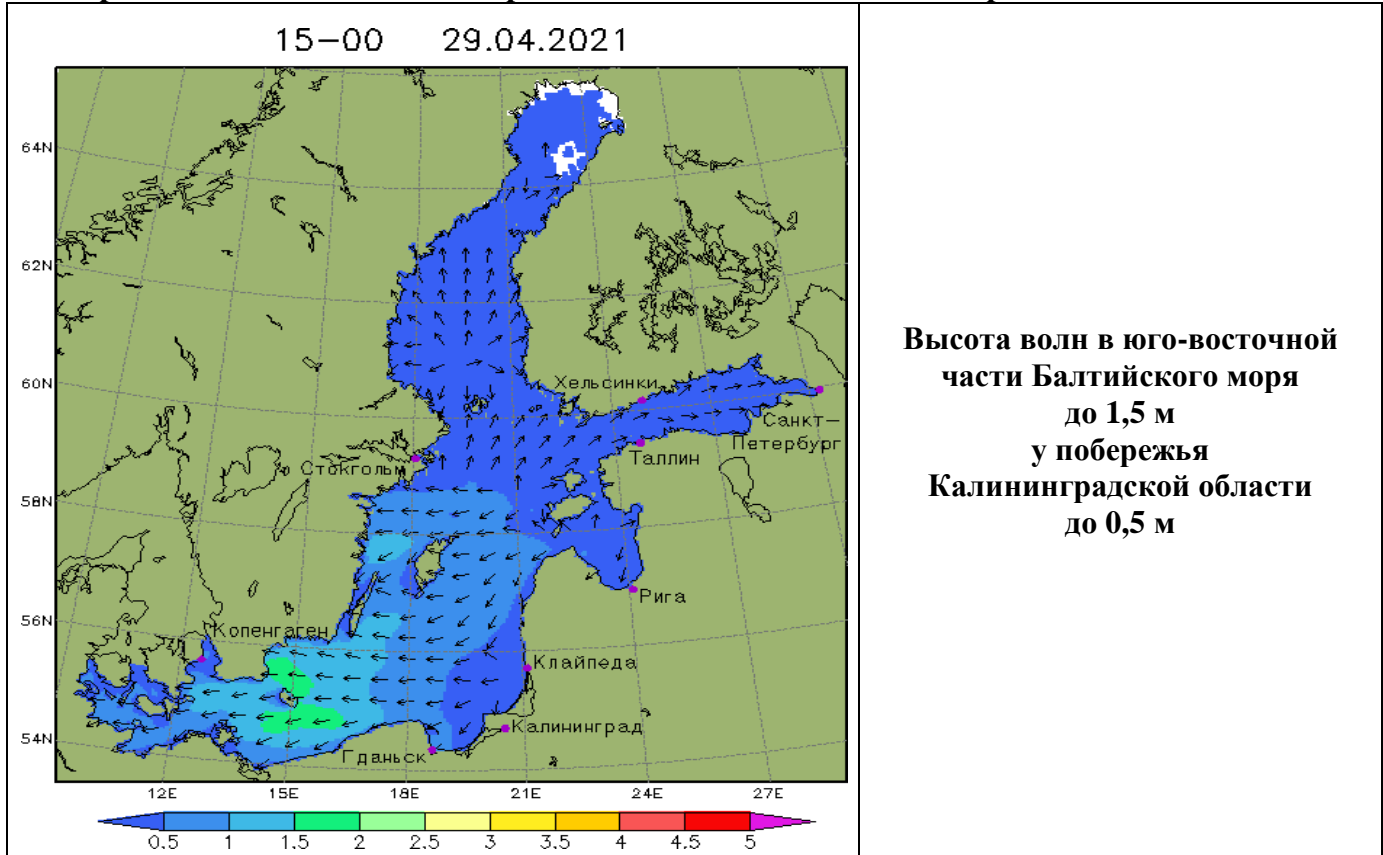 15-00 29.04.2021
64N
62N
60N
58N
56N
54N
Хельсинки
Санкт-
Петербург
Таллин
Стокгольм
Рига
Копенгаген
Клайпеда
Калининград
Гданьск
12E 15E 18E 21E 24E 27E
0.5 1 1.5 2 2.5 3 3.5 4 4.5 5
Высота волн в юго-восточной
части Балтийского моря
до 1,5 м
у побережья
Калининградской области
до 0,5 м